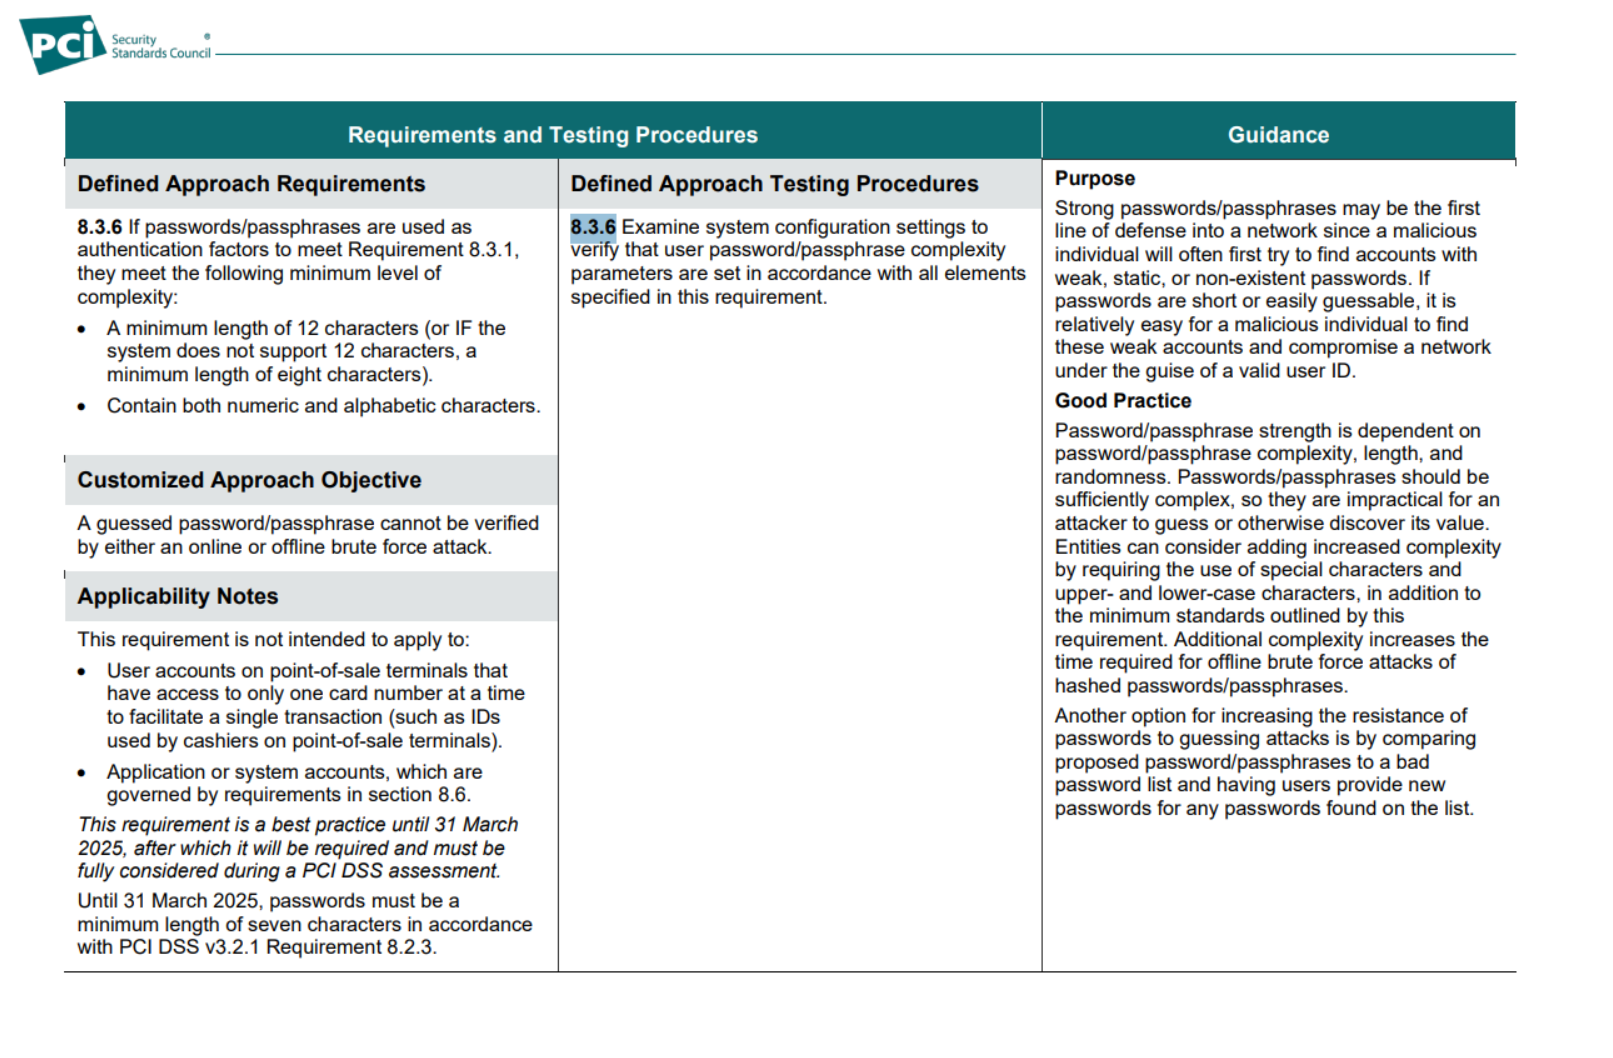 PCi Security ®
Standards Council
Requirements and Testing Procedures
Guidance
Defined Approach Requirements
8.3.6 If passwords/passphrases are used as
authentication factors to meet Requirement 8.3.1,
they meet the following minimum level of
complexity:
• A minimum length of 12 characters (or IF the
system does not support 12 characters, a
minimum length of eight characters).
• Contain both numeric and alphabetic characters.
Customized Approach Objective
A guessed password/passphrase cannot be verified
by either an online or offline brute force attack.
Applicability Notes
This requirement is not intended to apply to:
• User accounts on point-of-sale terminals that
have access to only one card number at a time
to facilitate a single transaction (such as IDs
used by cashiers on point-of-sale terminals).
• Application or system accounts, which are
governed by requirements in section 8.6.
This requirement is a best practice until 31 March
2025, after which it will be required and must be
fully considered during a PCI DSS assessment.
Until 31 March 2025, passwords must be a
minimum length of seven characters in accordance
with PCI DSS v3.2.1 Requirement 8.2.3.
Defined Approach Testing Procedures
8.3.6 Examine system configuration settings to
verify that user password/passphrase complexity
parameters are set in accordance with all elements
specified in this requirement.
Purpose
Strong passwords/passphrases may be the first
line of defense into a network since a malicious
individual will often first try to find accounts with
weak, static, or non-existent passwords. If
passwords are short or easily guessable, it is
relatively easy for a malicious individual to find
these weak accounts and compromise a network
under the guise of a valid user ID.
Good Practice
Password/passphrase strength is dependent on
password/passphrase complexity, length, and
randomness. Passwords/passphrases should be
sufficiently complex, so they are impractical for an
attacker to guess or otherwise discover its value.
Entities can consider adding increased complexity
by requiring the use of special characters and
upper- and lower-case characters, in addition to
the minimum standards outlined by this
requirement. Additional complexity increases the
time required for offline brute force attacks of
hashed passwords/passphrases.
Another option for increasing the resistance of
passwords to guessing attacks is by comparing
proposed password/passphrases to a bad
password list and having users provide new
passwords for any passwords found on the list.